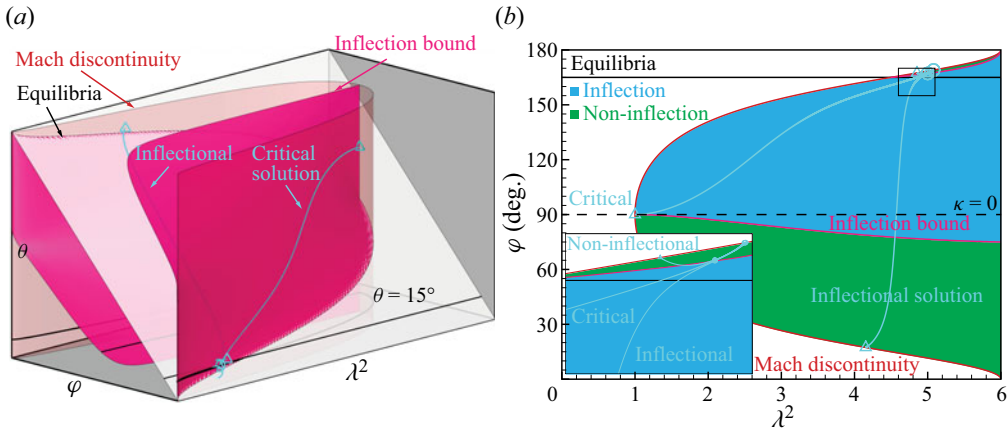 (a)
Mach discontinuity
Inflection bound
Equilibria
Inflectional
Critical
solution
θ
θ = 15°
φ
λ²
(b)
180
150
120
90
60
30
φ (deg.)
Equilibria
Inflection
Non-inflection
Critical
κ = 0
Inflection bound
Non-inflectional
Critical
Inflectional
Inflectional solution
Mach discontinuity
1 2 3 4 5 6
λ²